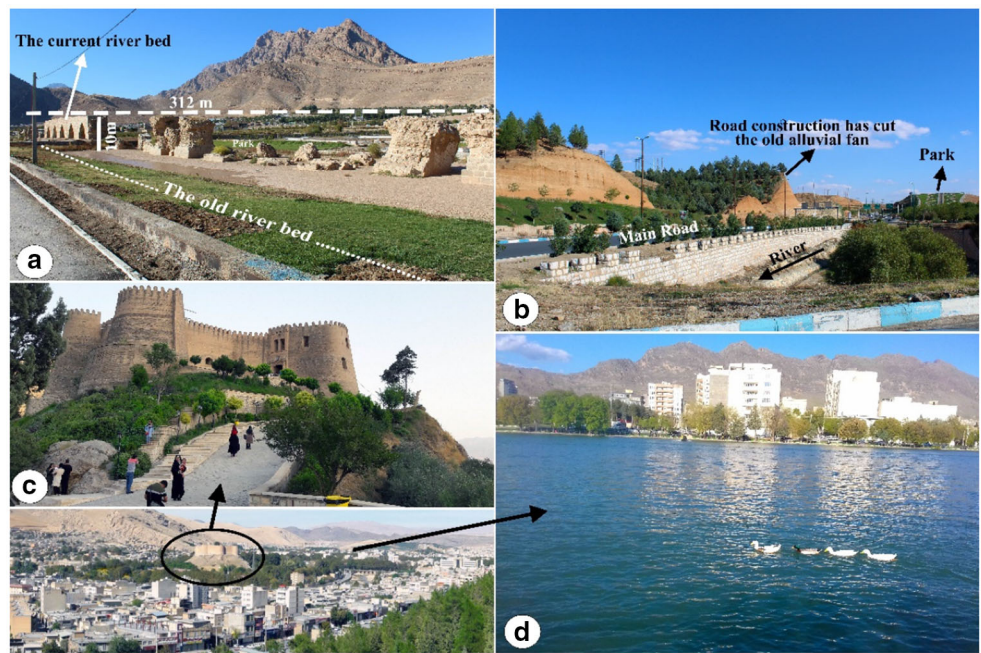 The current river bed
312 m
10m
Park
The old river bed
a
Road construction has cut
the old alluvial fan
Park
Main Road
River
b
c
d